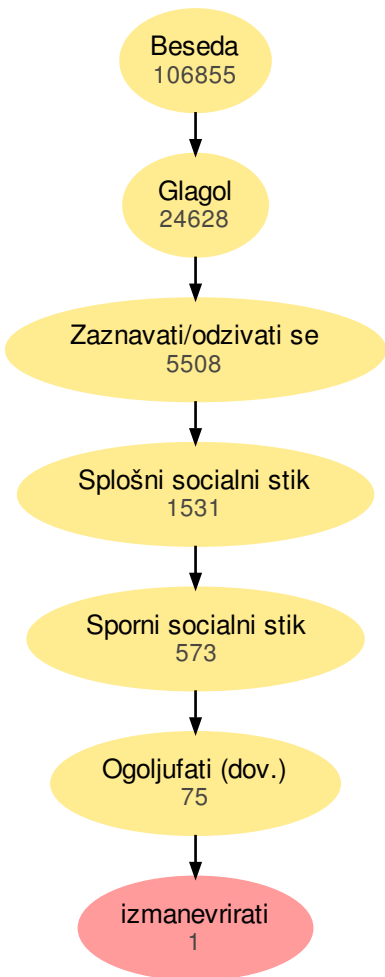 Beseda
106855
Glagol
24628
Zaznavati/odzivati se
5508
Splošni socialni stik
1531
Sporni socialni stik
573
Ogoljufati (dov.)
75
izmanevrirati
1